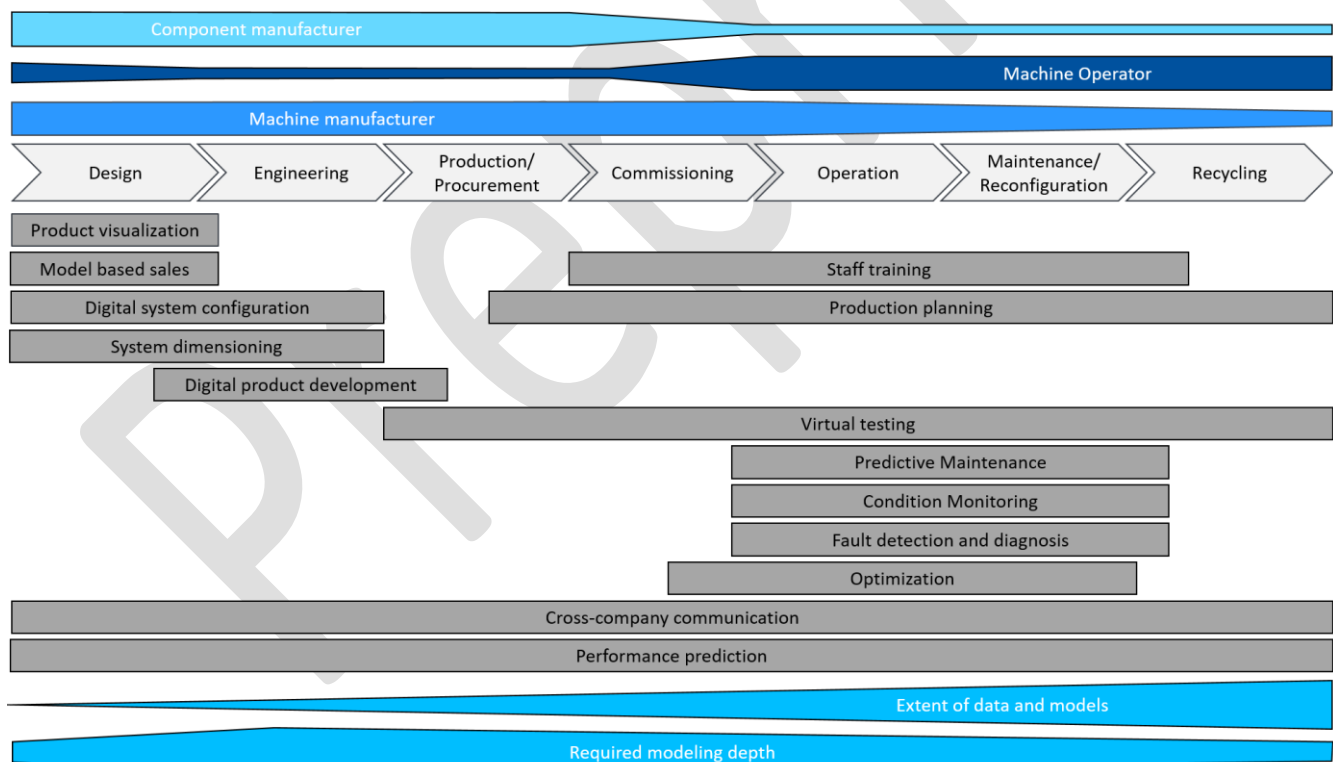 Component manufacturer
Machine Operator
Machine manufacturer
Design
Engineering
Production/
Procurement
Commissioning
Operation
Maintenance/
Reconfiguration
Recycling
Product visualization
Model based sales
Staff training
Digital system configuration
Production planning
System dimensioning
Digital product development
Virtual testing
Predictive Maintenance
Condition Monitoring
Fault detection and diagnosis
Optimization
Cross-company communication
Performance prediction
Extent of data and models
Required modeling depth
Prepr